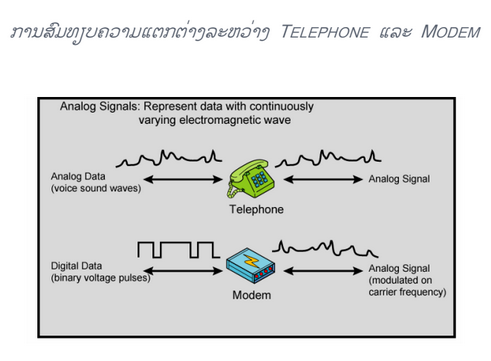 ການສົມທຽບຄວາມແຕກຕ່າງລະຫວ່າງ TELEPHONE ແລະ MODEM
Analog Signals: Represent data with continuously
varying electromagnetic wave
Analog Data
(voice sound waves)
Analog Signal
Telephone
Digital Data
(binary voltage pulses)
Analog Signal
(modulated on
carrier frequency)
Modem